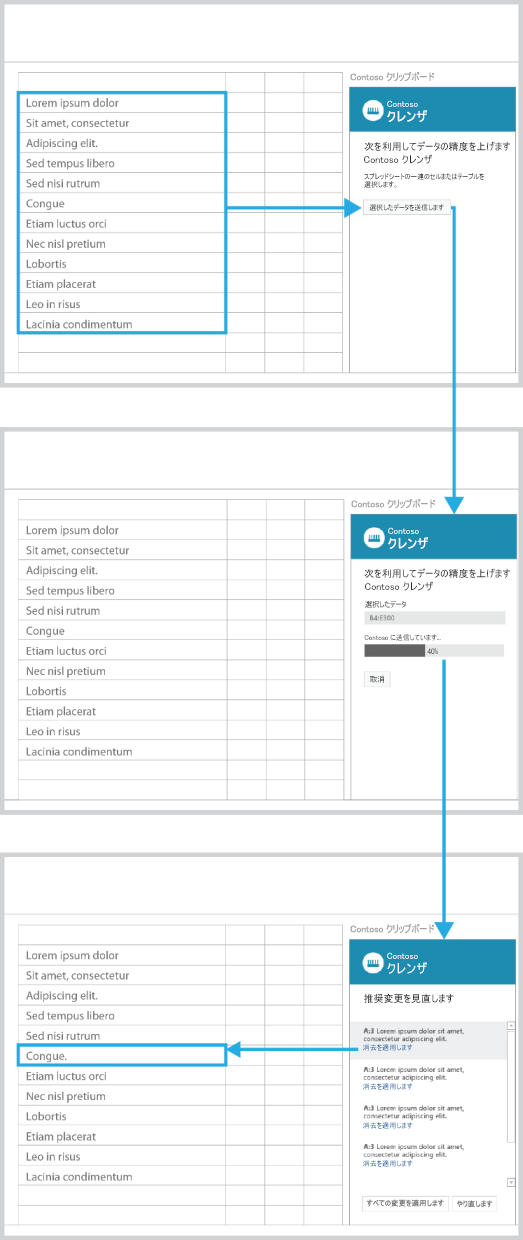 Contoso クリップボード
Lorem ipsum dolor
Sit amet, consectetur
Adipiscing elit.
Sed tempus libero
Sed nisi rutrum
Congue
Etiam luctus orci
Nec nisl pretium
Lobortis
Etiam placerat
Leo in risus
Lacinia condimentum
Contoso
クレンザ
次を利用してデータの精度を上げます
Contoso クレンザ
スプレッドシートの一連のセルまたはテーブルを
選択します。
選択したデータを送信します
Contoso クリップボード
Lorem ipsum dolor
Sit amet, consectetur
Adipiscing elit.
Sed tempus libero
Sed nisi rutrum
Congue
Etiam luctus orci
Nec nisl pretium
Lobortis
Etiam placerat
Leo in risus
Lacinia condimentum
Contoso
クレンザ
次を利用してデータの精度を上げます
Contoso クレンザ
選択したデータ
B4:E300
Contoso に送信しています...
40%
取消
Contoso クリップボード
Lorem ipsum dolor
Sit amet, consectetur
Adipiscing elit.
Sed tempus libero
Sed nisi rutrum
Congue.
Etiam luctus orci
Nec nisl pretium
Lobortis
Etiam placerat
Leo in risus
Lacinia condimentum
Contoso
クレンザ
推奨変更を見直します
A:3 Lorem ipsum dolor sit amet,
consectetur adipiscing elit.
消去を適用します
A:3 Lorem ipsum dolor sit amet,
consectetur adipiscing elit.
消去を適用します
A:3 Lorem ipsum dolor sit amet,
consectetur adipiscing elit.
消去を適用します
A:3 Lorem ipsum dolor sit amet,
consectetur adipiscing elit.
消去を適用します
すべての変更を適用します
やり直します